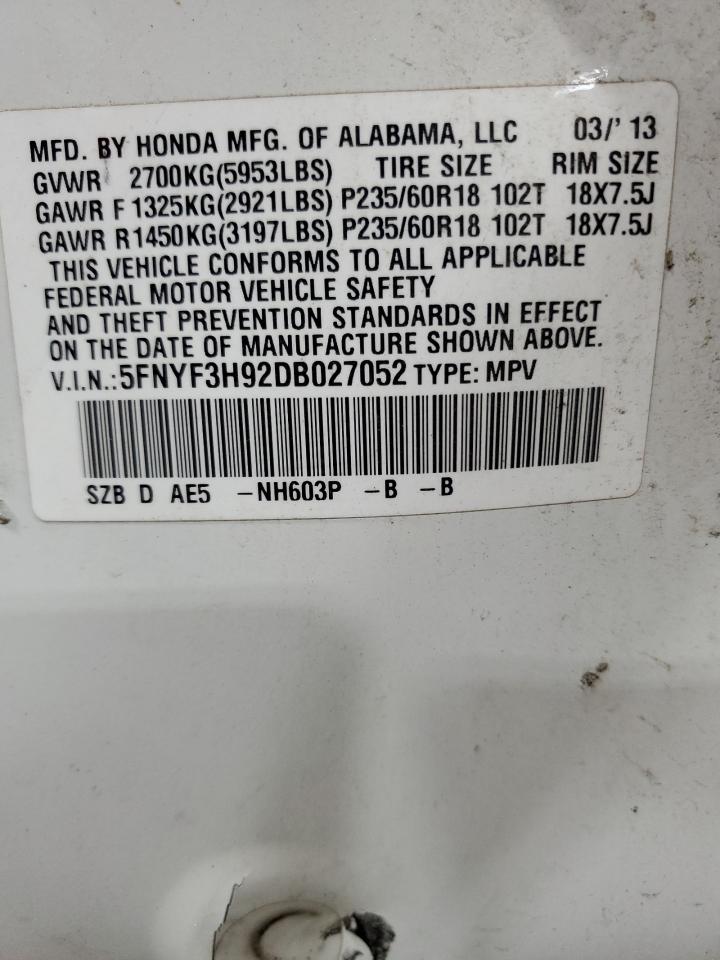 MFD. BY HONDA MFG. OF ALABAMA, LLC 03/' 13
GVWR 2700KG(5953LBS) TIRE SIZE RIM SIZE
GAWR F 1325KG(2921LBS) P235/60R18 102T 18X7.5J
GAWR R1450KG(3197LBS) P235/60R18 102T 18X7.5J
THIS VEHICLE CONFORMS TO ALL APPLICABLE
FEDERAL MOTOR VEHICLE SAFETY
AND THEFT PREVENTION STANDARDS IN EFFECT
ON THE DATE OF MANUFACTURE SHOWN ABOVE.
V.I.N.:5FNYF3H92DB027052 TYPE: MPV
SZB D AE5 -NH603P -B -B